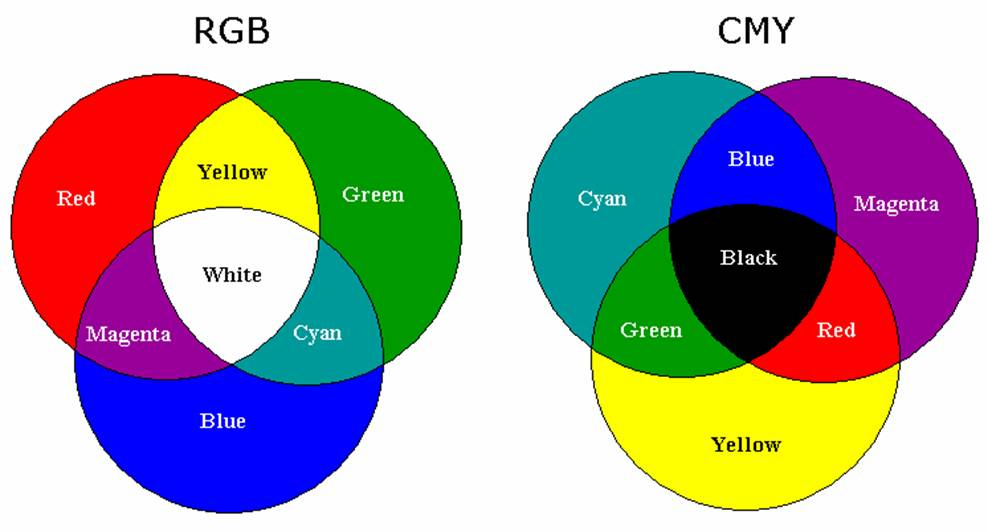 RGB
Yellow
Red
Green
White
Magenta
Cyan
Blue
CMY
Blue
Cyan
Magenta
Black
Green
Red
Yellow